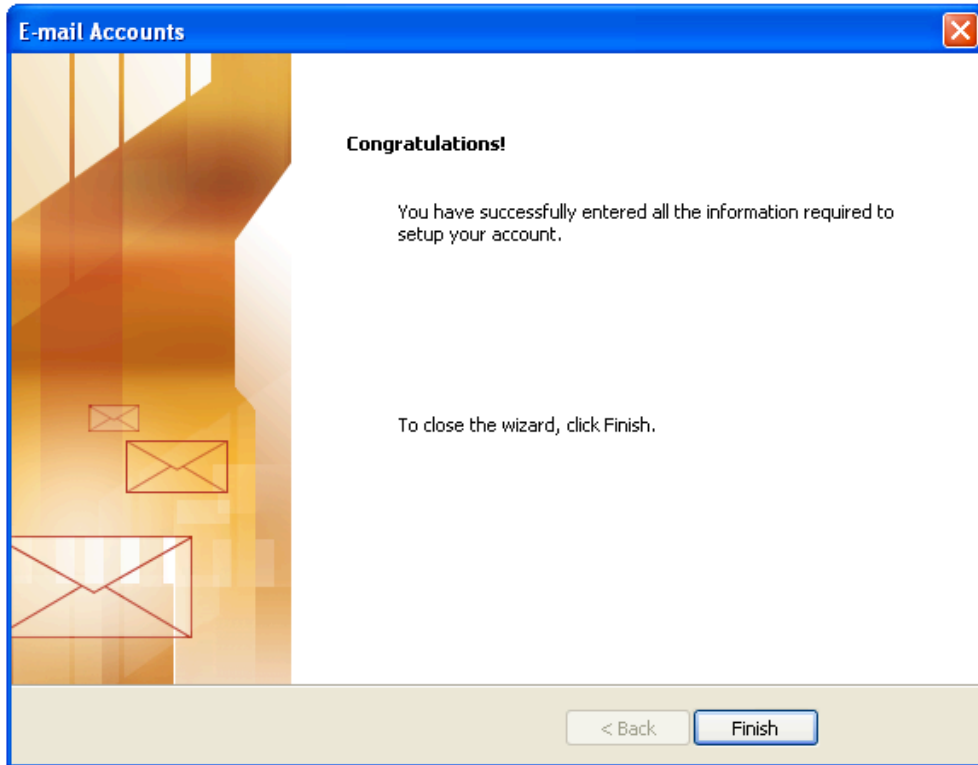 E-mail Accounts
Congratulations!
You have successfully entered all the information required to
setup your account.
To close the wizard, click Finish.
< Back
Finish